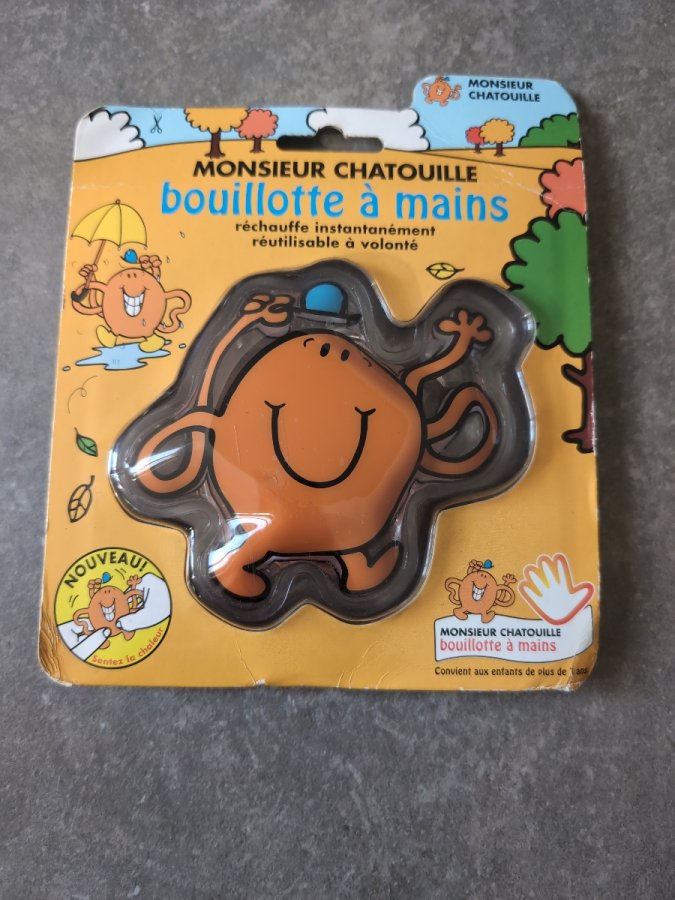 MONSIEUR
CHATOUILLE
MONSIEUR CHATOUILLE
bouillotte à mains
réchauffe instantanément
réutilisable à volonté
NOUVEAU!
Sentez la chaleur
MONSIEUR CHATOUILLE
bouillotte à mains
Convient aux enfants de plus de ans